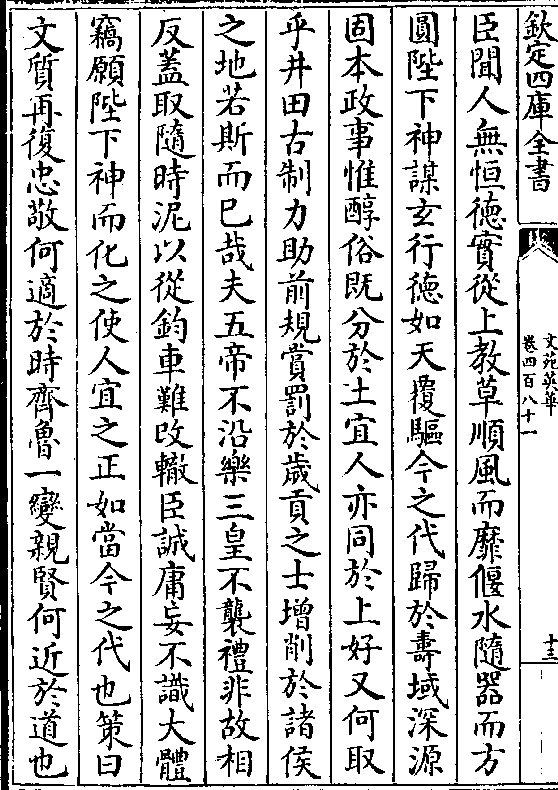 欽定四庫全書
文苑英華
卷四百八十一
十三
臣聞人無恒徳實從上教草順風而靡偃水隨器而方
圓陛下神謀玄行徳如天覆驅今之代歸於壽域深源
固本政事惟醇俗既分於土宜人亦同於上好又何取
乎井田古制力助前規賞罰於歲貢之士增削於諸侯
之地若斯而已哉夫五帝不沿樂三皇不襲禮非故相
反蓋取隨時泥以從鈞車難改轍臣誠庸妄不識大體
竊願陛下神而化之使人宜之正如當今之代也策曰
文質再復忠敬何適於時齊魯一變親賢何近於道也